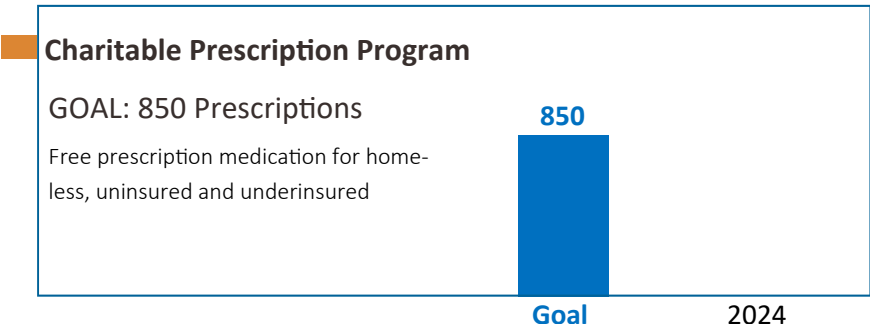 Charitable Prescription Program
GOAL: 850 Prescriptions
Free prescription medication for home-
less, uninsured and underinsured
850
Goal
2024